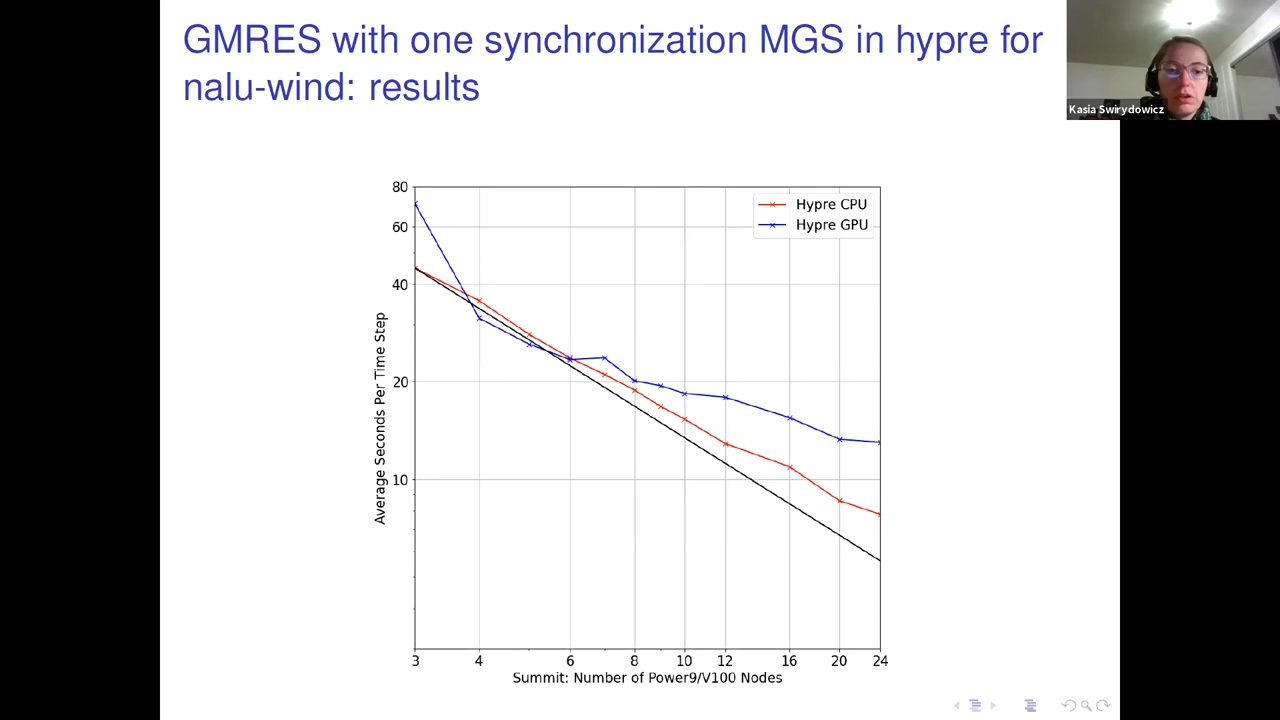 GMRES with one synchronization MGS in hypre for
nalu-wind: results
Kasia Swirydowicz
Hypre CPU
Hypre GPU
80
60
40
20
10
Average Seconds Per Time Step
3 4 6 8 10 12 16 20 24
Summit: Number of Power9/V100 Nodes